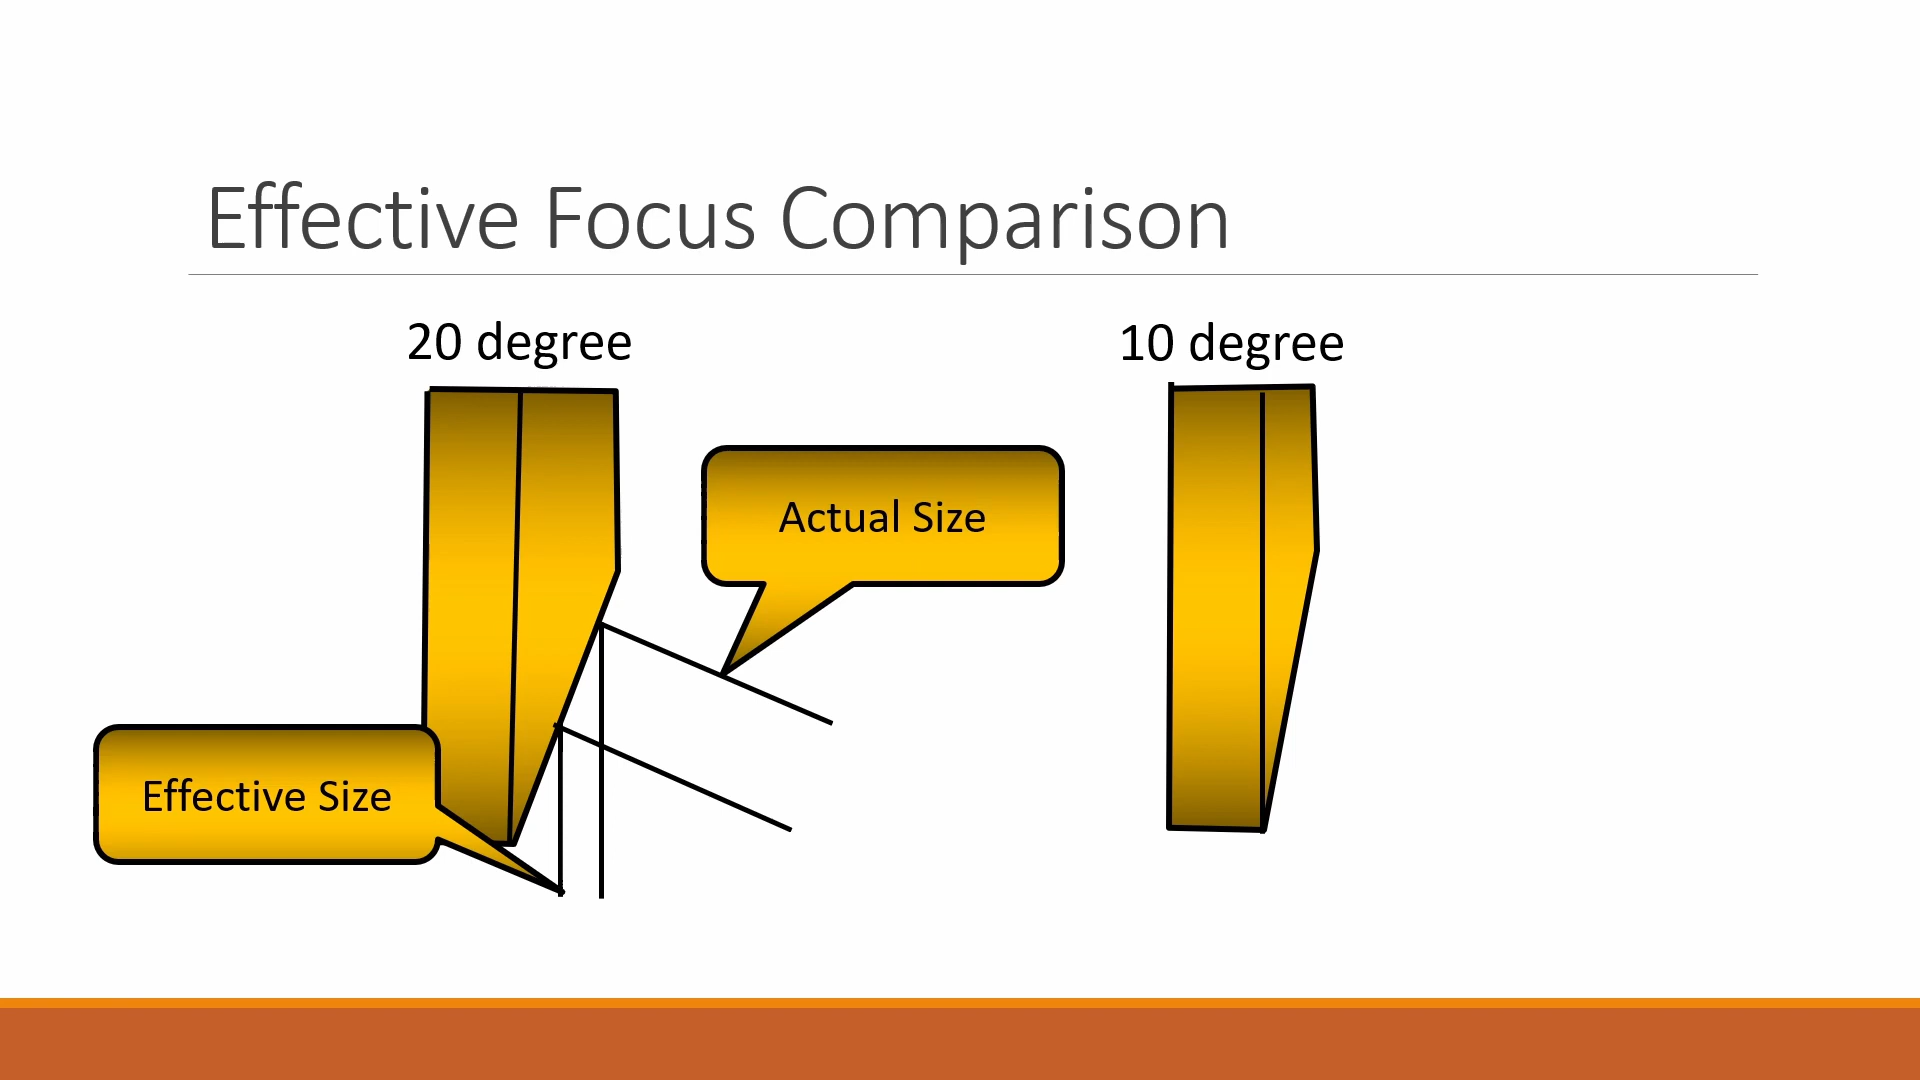 Effective Focus Comparison
20 degree
10 degree
Actual Size
Effective Size